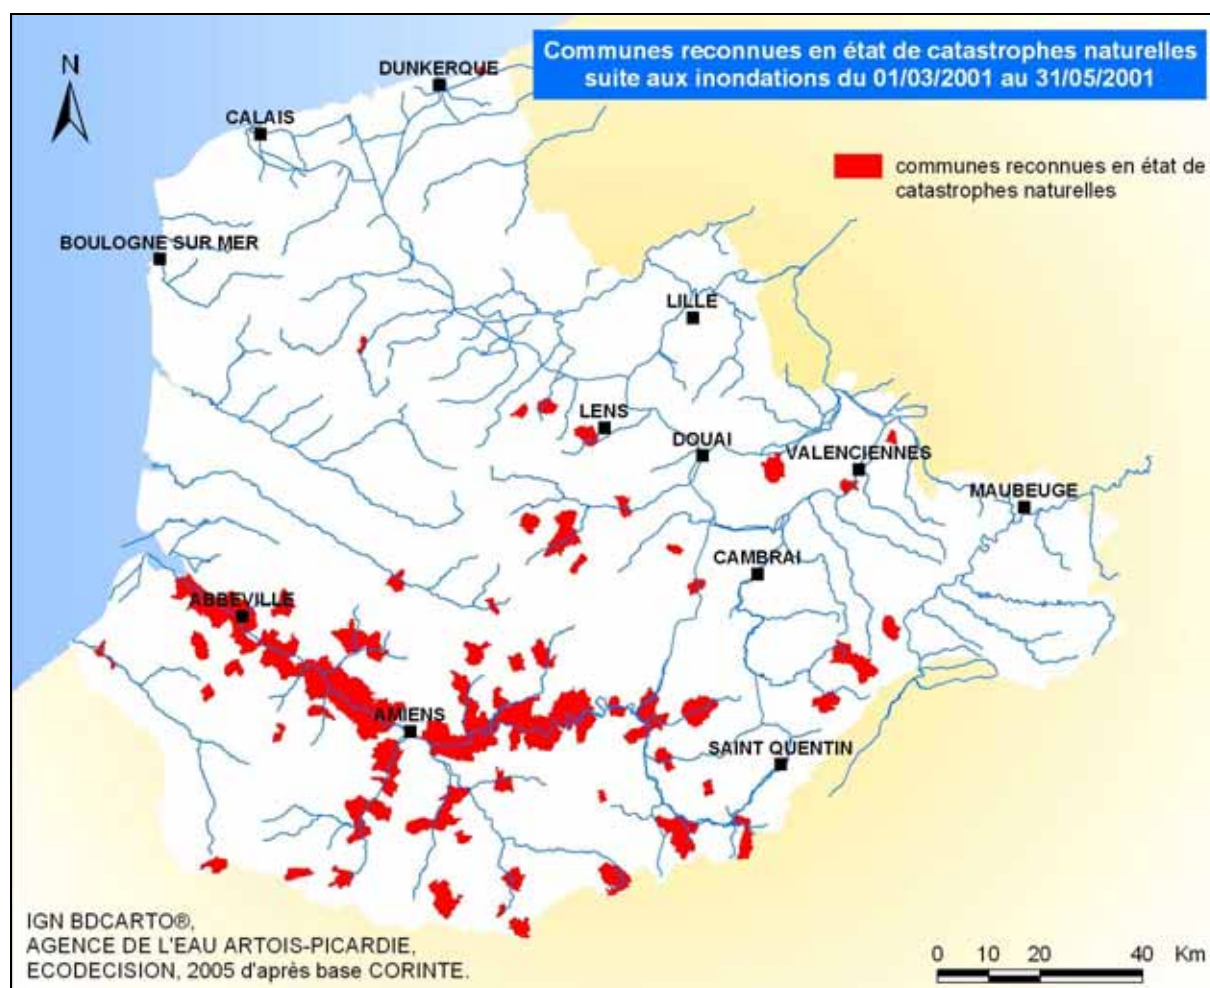 Communes reconnues en état de catastrophes naturelles
suite aux inondations du 01/03/2001 au 31/05/2001
N
DUNKERQUE
CALAIS
communes reconnues en état de
catastrophes naturelles
BOULOGNE SUR MER
LILLE
LENS
DOUAI
VALENCIENNES
MAUBEUGE
CAMBRAI
ABBEVILLE
AMIENS
SAINT QUENTIN
IGN BDCARTO®,
AGENCE DE L'EAU ARTOIS-PICARDIE,
ECODECISION, 2005 d'après base CORINTE.
0 10 20 40 Km